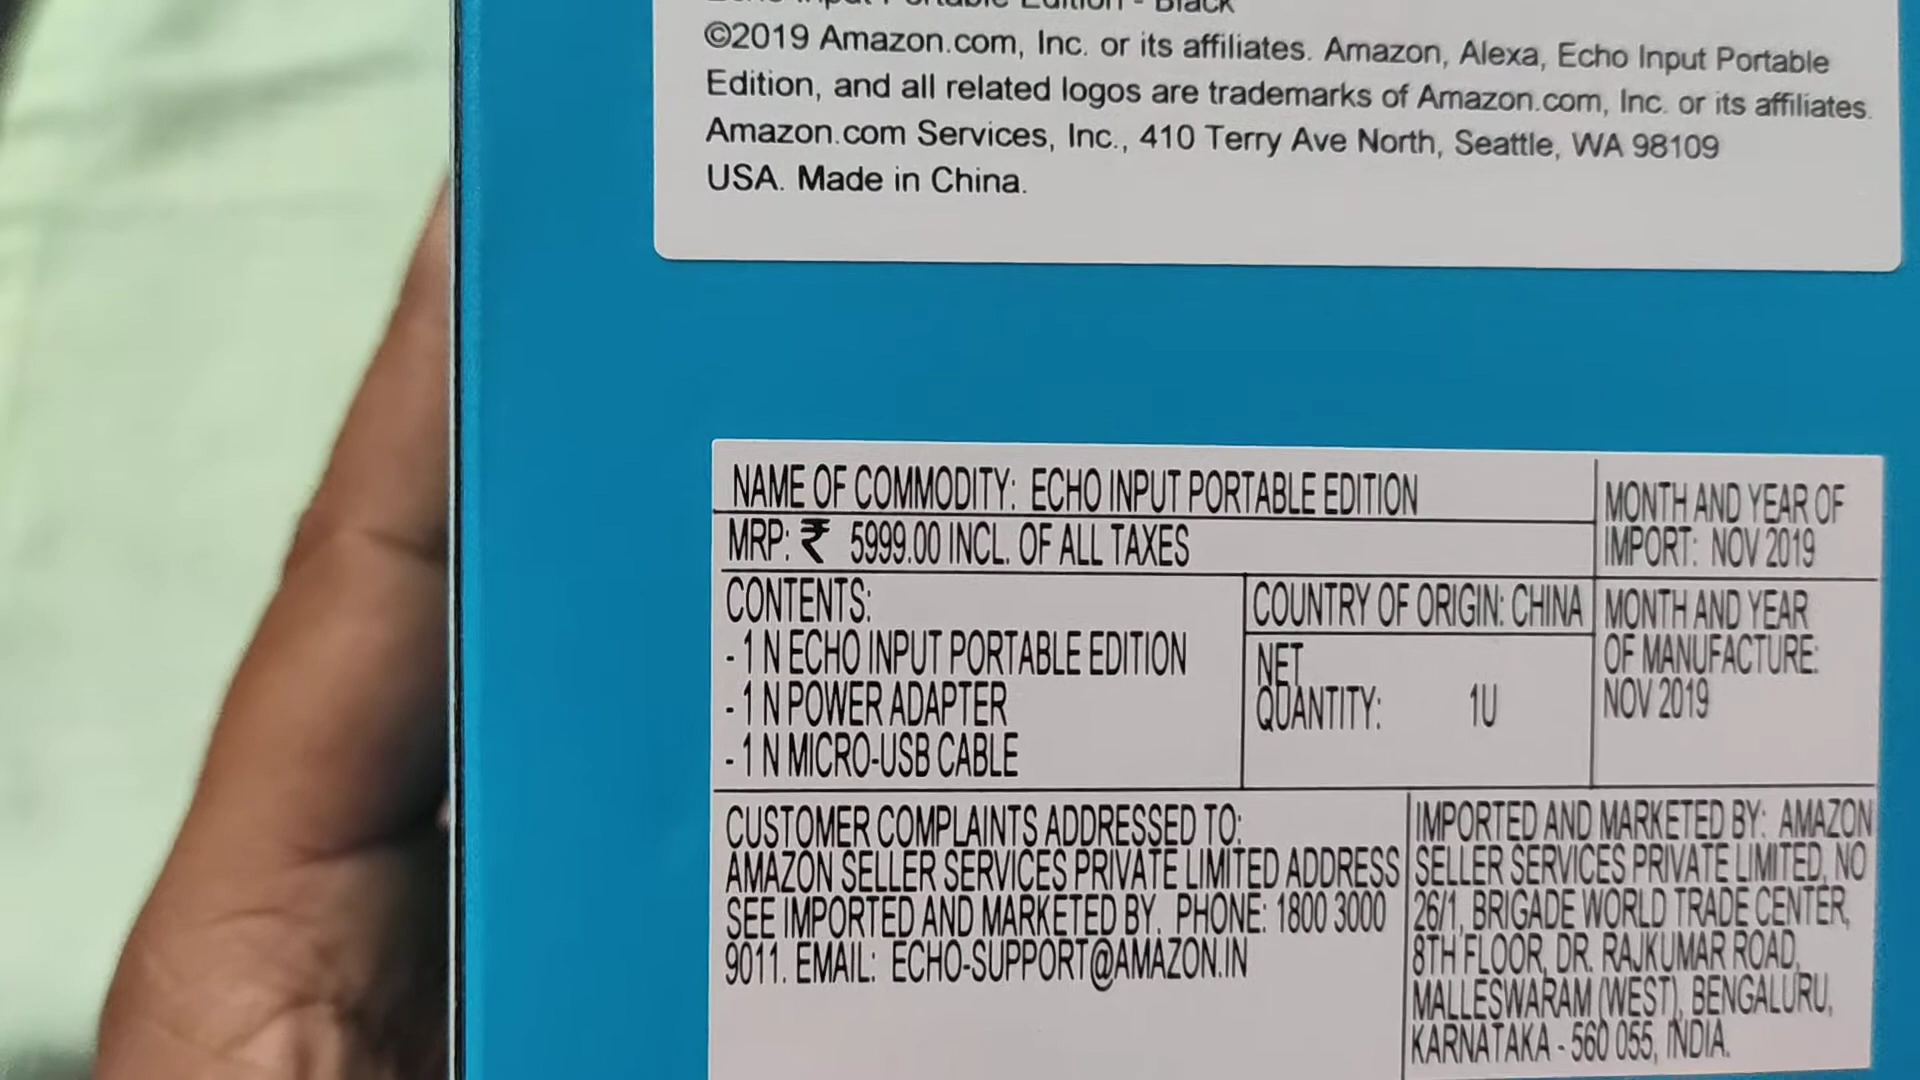 Echo Input Portable Edition - Black
©2019 Amazon.com, Inc. or its affiliates. Amazon, Alexa, Echo Input Portable
Edition, and all related logos are trademarks of Amazon.com, Inc. or its affiliates.
Amazon.com Services, Inc., 410 Terry Ave North, Seattle, WA 98109
USA. Made in China.
NAME OF COMMODITY: ECHO INPUT PORTABLE EDITION
MRP: ₹ 5999.00 INCL. OF ALL TAXES
MONTH AND YEAR OF
IMPORT: NOV 2019
CONTENTS:
- 1 N ECHO INPUT PORTABLE EDITION
- 1 N POWER ADAPTER
- 1 N MICRO-USB CABLE
COUNTRY OF ORIGIN: CHINA
NET
QUANTITY: 1U
MONTH AND YEAR
OF MANUFACTURE:
NOV 2019
CUSTOMER COMPLAINTS ADDRESSED TO:
AMAZON SELLER SERVICES PRIVATE LIMITED ADDRESS
SEE IMPORTED AND MARKETED BY. PHONE: 1800 3000
9011. EMAIL: ECHO-SUPPORT@AMAZON.IN
IMPORTED AND MARKETED BY: AMAZON
SELLER SERVICES PRIVATE LIMITED, NO
26/1, BRIGADE WORLD TRADE CENTER,
8TH FLOOR, DR. RAJKUMAR ROAD,
MALLESWARAM (WEST), BENGALURU,
KARNATAKA - 560 055, INDIA.